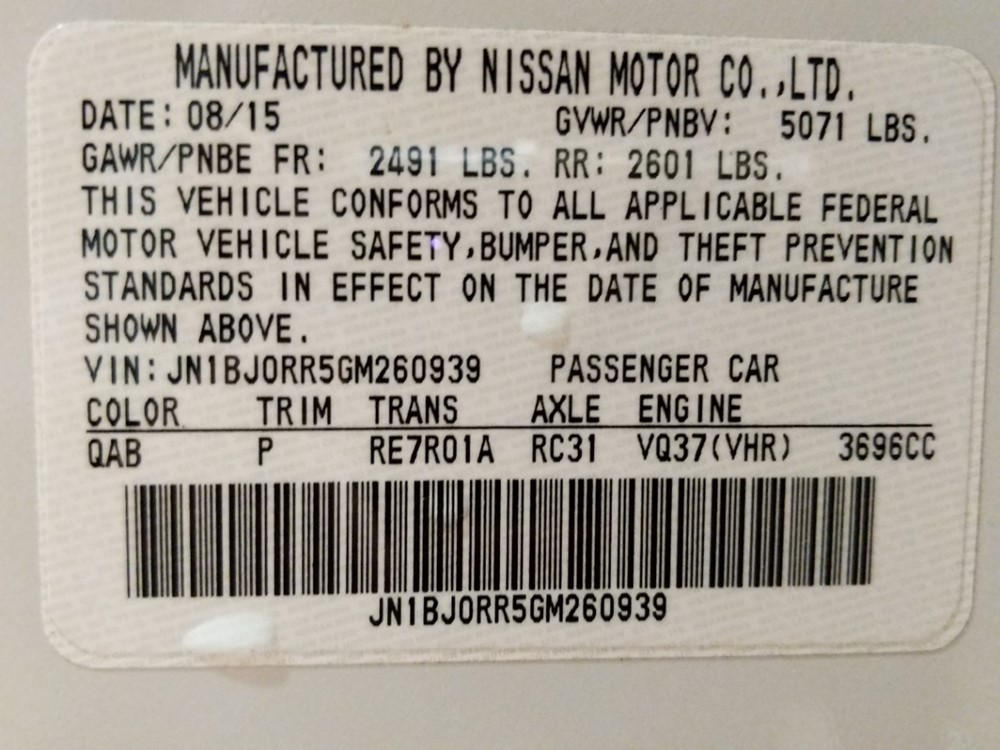 MANUFACTURED BY NISSAN MOTOR CO.,LTD.
DATE: 08/15 GVWR/PNBV: 5071 LBS.
GAWR/PNBE FR: 2491 LBS. RR: 2601 LBS.
THIS VEHICLE CONFORMS TO ALL APPLICABLE FEDERAL
MOTOR VEHICLE SAFETY,BUMPER,AND THEFT PREVENTION
STANDARDS IN EFFECT ON THE DATE OF MANUFACTURE
SHOWN ABOVE.
VIN: JN1BJ0RR5GM260939 PASSENGER CAR
COLOR TRIM TRANS AXLE ENGINE
QAB P RE7R01A RC31 VQ37(VHR) 3696CC
JN1BJ0RR5GM260939